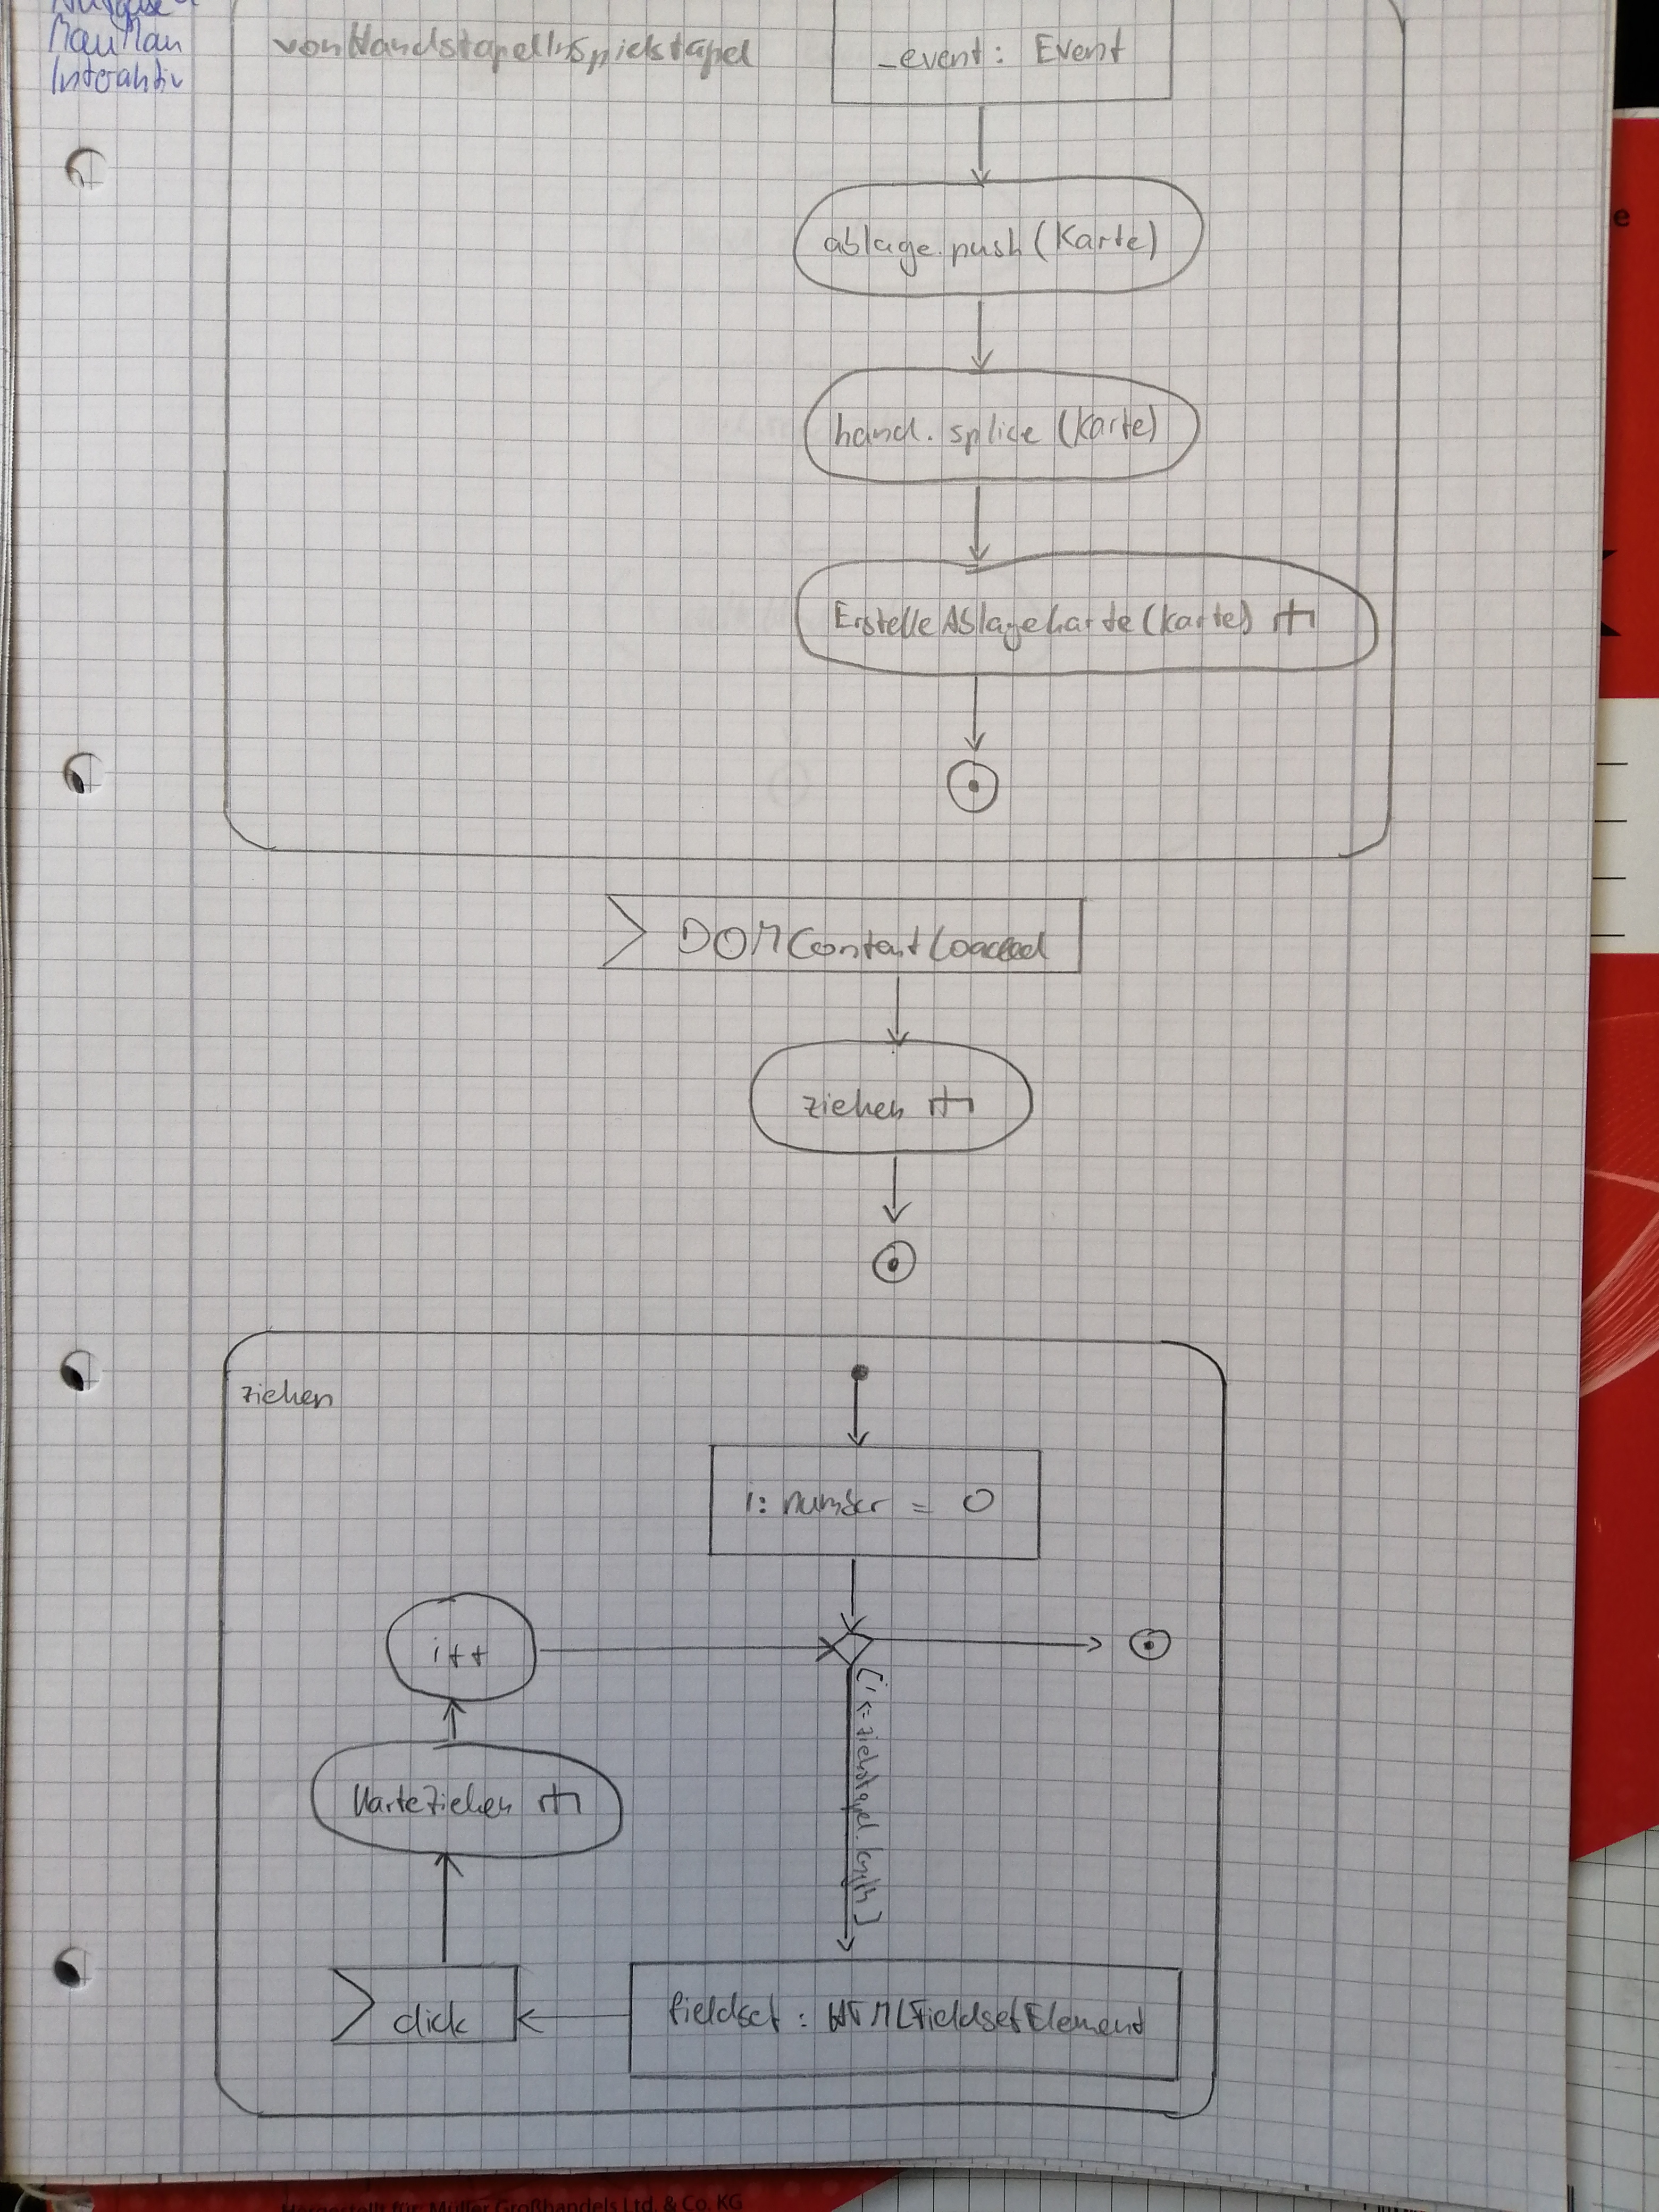 MauMau
Interaktiv
vonHandstapelInSpielstapel
_event: Event
ablage.push(Karte)
hand.splice(Karte)
ErstelleAblagekarte(Karte)
DOMContentLoaded
ziehen
ziehen
i: number = 0
i++
[i <= ziehstapel.length]
KarteZiehen
click
fieldset: HTMLFieldsetElement
e
Hergestellt für: Müller Großhandels Ltd. & Co. KG